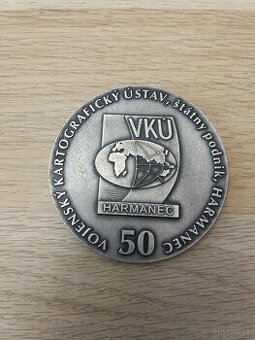 VOJENSKÝ KARTOGRAFICKÝ ÚSTAV, štátny podnik, HARMANEC
VKÚ
HARMANEC
50